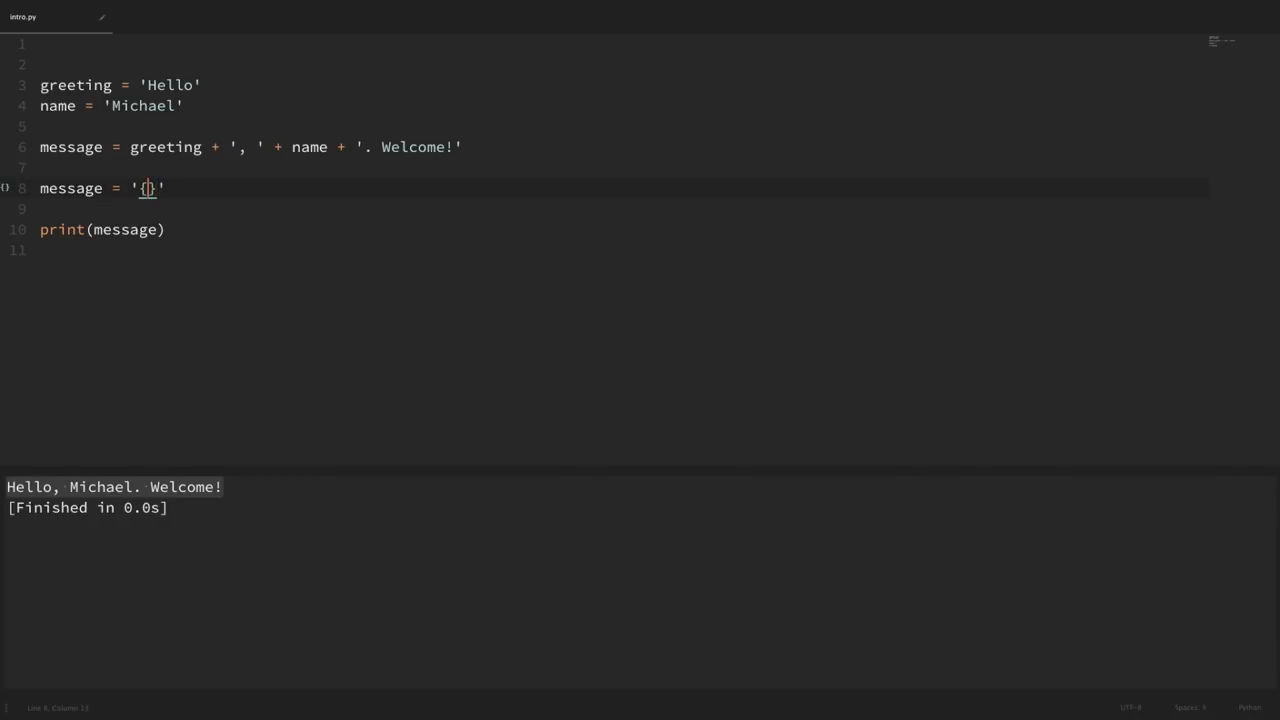 intro.py
1
2
3 greeting = 'Hello'
4 name = 'Michael'
5
6 message = greeting + ', ' + name + '. Welcome!'
7
{} 8 message = '{}'
9
10 print(message)
11
Hello, Michael. Welcome!
[Finished in 0.0s]
Line 8, Column 13 UTF-8 Spaces: 4 Python